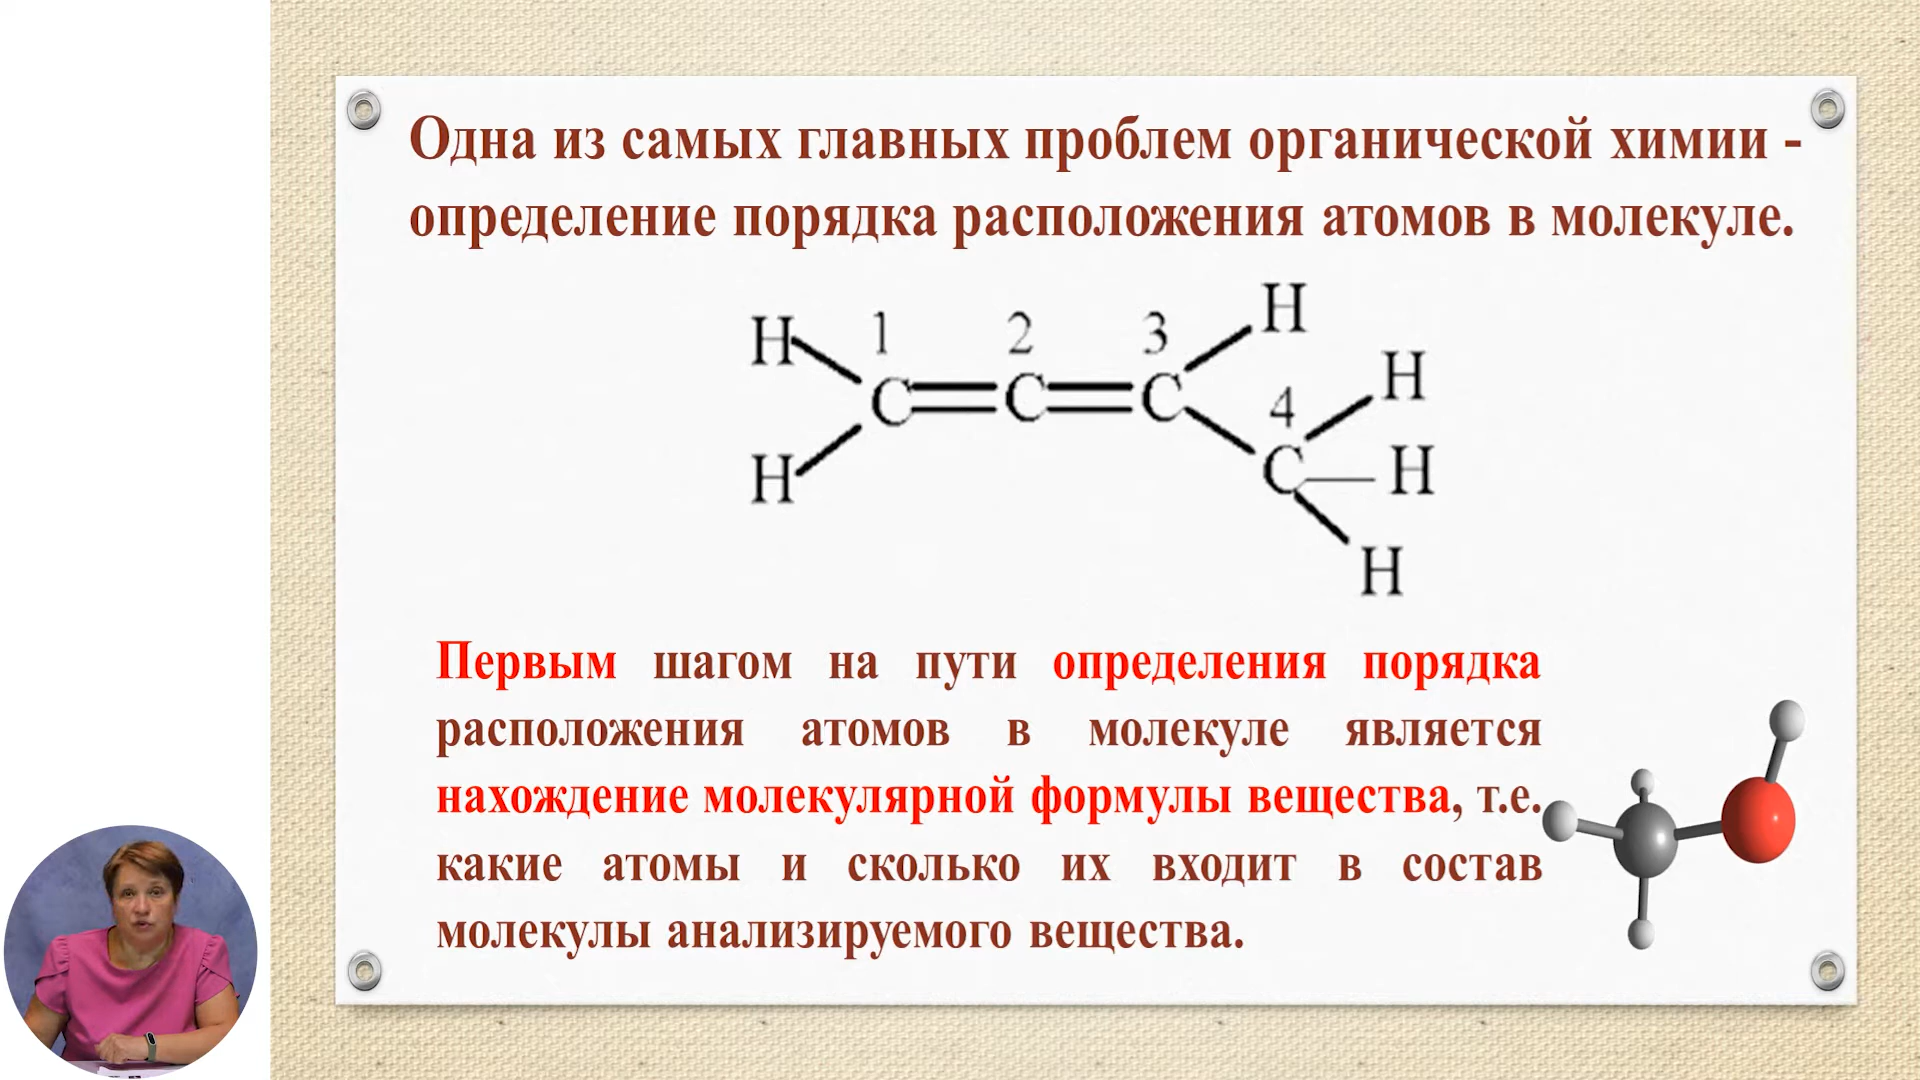 Одна из самых главных проблем органической химии -
определение порядка расположения атомов в молекуле.
H 1 2 3 H
C C C 4 H
H C H
H
Первым шагом на пути определения порядка
расположения атомов в молекуле является
нахождение молекулярной формулы вещества, т.е.
какие атомы и сколько их входит в состав
молекулы анализируемого вещества.